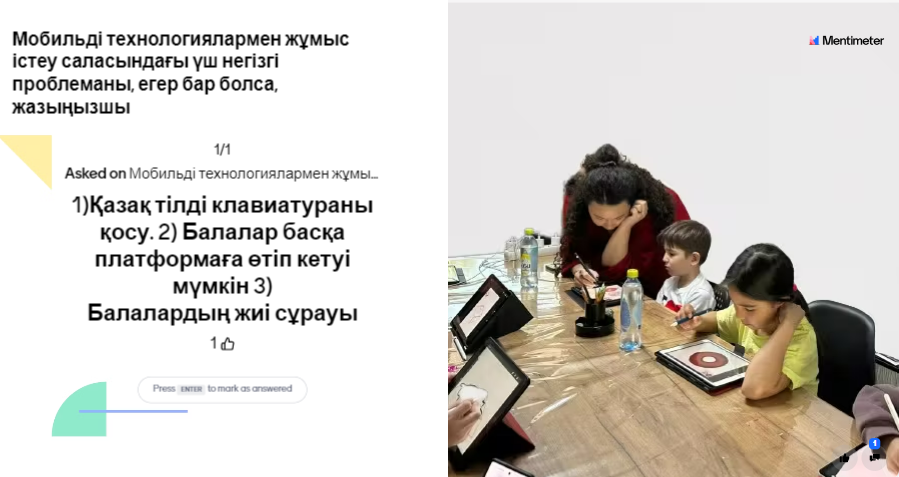 Мобильді технологиялармен жұмыс
істеу саласындағы үш негізгі
проблеманы, егер бар болса,
жазыңызшы
1/1
Asked on Мобильді технологиялармен жұмы...
1)Қазақ тілді клавиатураны
қосу. 2) Балалар басқа
платформаға өтіп кетуі
мүмкін 3)
Балалардың жиі сұрауы
1
Press ENTER to mark as answered
Mentimeter
1